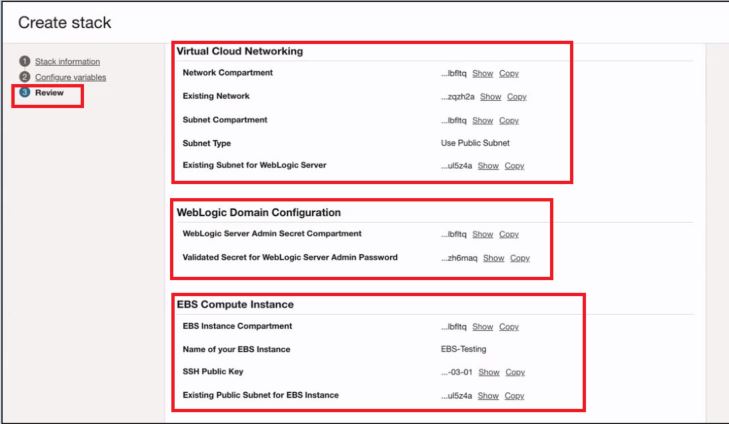 Create stack
1 Stack information
2 Configure variables
3 Review
Virtual Cloud Networking
Network Compartment ...lbfltq Show Copy
Existing Network ...zqzh2a Show Copy
Subnet Compartment ...lbfltq Show Copy
Subnet Type Use Public Subnet
Existing Subnet for WebLogic Server ...ul5z4a Show Copy
WebLogic Domain Configuration
WebLogic Server Admin Secret Compartment ...lbfltq Show Copy
Validated Secret for WebLogic Server Admin Password ...zh6maq Show Copy
EBS Compute Instance
EBS Instance Compartment ...lbfltq Show Copy
Name of your EBS Instance EBS-Testing
SSH Public Key ...-03-01 Show Copy
Existing Public Subnet for EBS Instance ...ul5z4a Show Copy